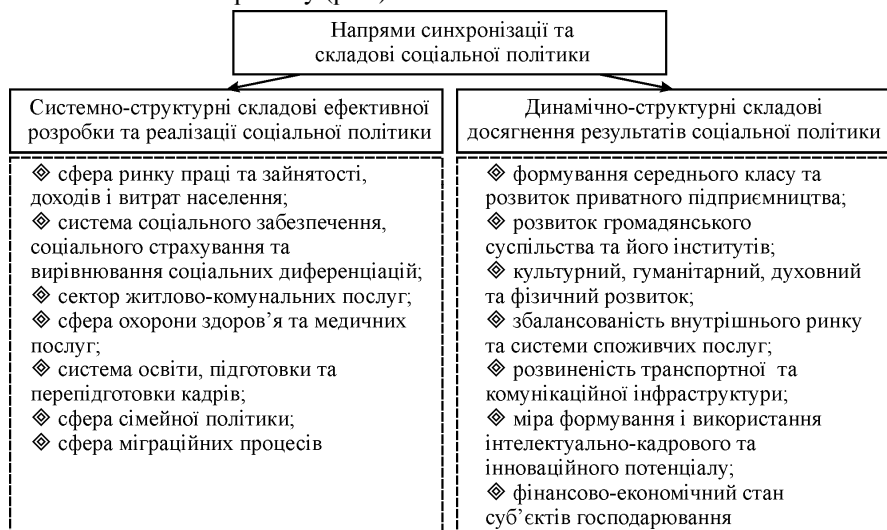 Напрями синхронізації та
складові соціальної політики
Системно-структурні складові ефективної
розробки та реалізації соціальної політики
сфера ринку праці та зайнятості,
доходів і витрат населення;
система соціального забезпечення,
соціального страхування та
вирівнювання соціальних диференціацій;
сектор житлово-комунальних послуг;
сфера охорони здоров’я та медичних
послуг;
система освіти, підготовки та
перепідготовки кадрів;
сфера сімейної політики;
сфера міграційних процесів
Динамічно-структурні складові
досягнення результатів соціальної політики
формування середнього класу та
розвиток приватного підприємництва;
розвиток громадянського
суспільства та його інститутів;
культурний, гуманітарний, духовний
та фізичний розвиток;
збалансованість внутрішнього ринку
та системи споживчих послуг;
розвиненість транспортної та
комунікаційної інфраструктури;
міра формування і використання
інтелектуально-кадрового та
інноваційного потенціалу;
фінансово-економічний стан
суб’єктів господарювання